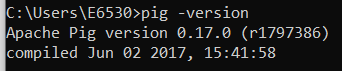 C:\Users\E6530>pig -version
Apache Pig version 0.17.0 (r1797386)
compiled Jun 02 2017, 15:41:58